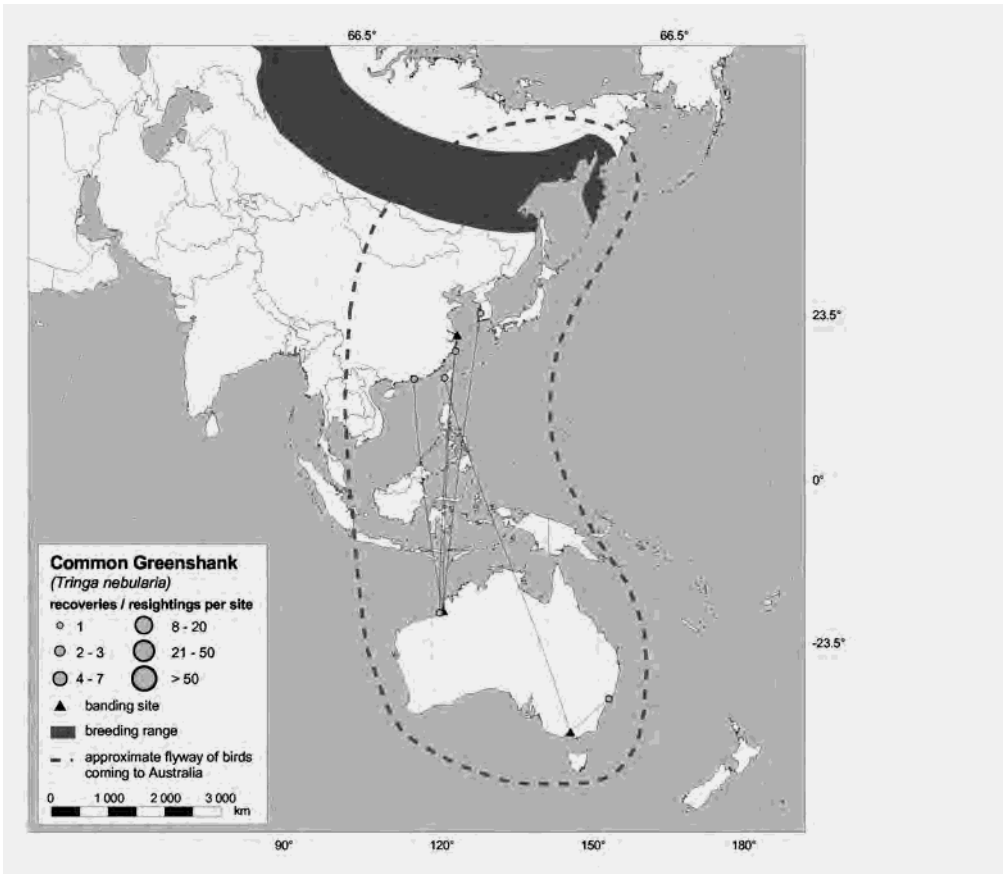 66.5° 66.5°
23.5°
0°
-23.5°
Common Greenshank
(Tringa nebularia)
recoveries / resightings per site
1 8 - 20
2 - 3 21 - 50
4 - 7 > 50
banding site
breeding range
approximate flyway of birds
coming to Australia
0 1 000 2 000 3 000
km
90° 120° 150° 180°